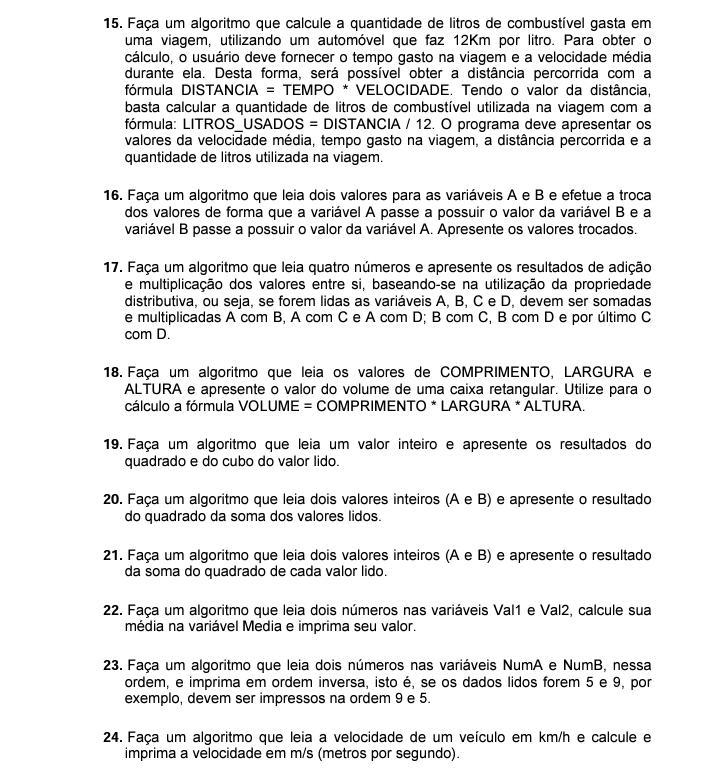 15. Faça um algoritmo que calcule a quantidade de litros de combustível gasta em
uma viagem, utilizando um automóvel que faz 12Km por litro. Para obter o
cálculo, o usuário deve fornecer o tempo gasto na viagem e a velocidade média
durante ela. Desta forma, será possível obter a distância percorrida com a
fórmula DISTANCIA = TEMPO * VELOCIDADE. Tendo o valor da distância,
basta calcular a quantidade de litros de combustível utilizada na viagem com a
fórmula: LITROS_USADOS = DISTANCIA / 12. O programa deve apresentar os
valores da velocidade média, tempo gasto na viagem, a distância percorrida e a
quantidade de litros utilizada na viagem.
16. Faça um algoritmo que leia dois valores para as variáveis A e B e efetue a troca
dos valores de forma que a variável A passe a possuir o valor da variável B e a
variável B passe a possuir o valor da variável A. Apresente os valores trocados.
17. Faça um algoritmo que leia quatro números e apresente os resultados de adição
e multiplicação dos valores entre si, baseando-se na utilização da propriedade
distributiva, ou seja, se forem lidas as variáveis A, B, C e D, devem ser somadas
e multiplicadas A com B, A com C e A com D; B com C, B com D e por último C
com D.
18. Faça um algoritmo que leia os valores de COMPRIMENTO, LARGURA e
ALTURA e apresente o valor do volume de uma caixa retangular. Utilize para o
cálculo a fórmula VOLUME = COMPRIMENTO * LARGURA * ALTURA.
19. Faça um algoritmo que leia um valor inteiro e apresente os resultados do
quadrado e do cubo do valor lido.
20. Faça um algoritmo que leia dois valores inteiros (A e B) e apresente o resultado
do quadrado da soma dos valores lidos.
21. Faça um algoritmo que leia dois valores inteiros (A e B) e apresente o resultado
da soma do quadrado de cada valor lido.
22. Faça um algoritmo que leia dois números nas variáveis Val1 e Val2, calcule sua
média na variável Media e imprima seu valor.
23. Faça um algoritmo que leia dois números nas variáveis NumA e NumB, nessa
ordem, e imprima em ordem inversa, isto é, se os dados lidos forem 5 e 9, por
exemplo, devem ser impressos na ordem 9 e 5.
24. Faça um algoritmo que leia a velocidade de um veículo em km/h e calcule e
imprima a velocidade em m/s (metros por segundo).